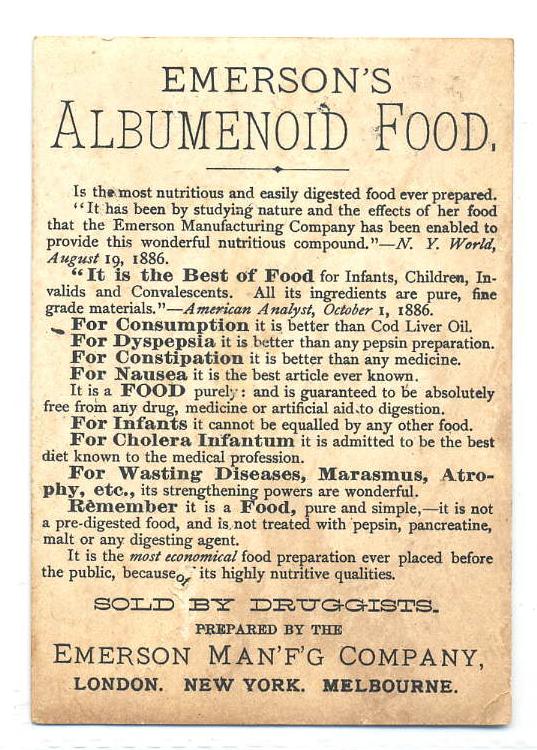 EMERSON'S
ALBUMENOID FOOD.
Is the most nutritious and easily digested food ever prepared.
"It has been by studying nature and the effects of her food
that the Emerson Manufacturing Company has been enabled to
provide this wonderful nutritious compound."—N. Y. World,
August 19, 1886.
"It is the Best of Food for Infants, Children, In-
valids and Convalescents. All its ingredients are pure, fine
grade materials."—American Analyst, October 1, 1886.
For Consumption it is better than Cod Liver Oil.
For Dyspepsia it is better than any pepsin preparation.
For Constipation it is better than any medicine.
For Nausea it is the best article ever known.
It is a FOOD purely: and is guaranteed to be absolutely
free from any drug, medicine or artificial aid to digestion.
For Infants it cannot be equalled by any other food.
For Cholera Infantum it is admitted to be the best
diet known to the medical profession.
For Wasting Diseases, Marasmus, Atro-
phy, etc., its strengthening powers are wonderful.
Remember it is a Food, pure and simple,—it is not
a pre-digested food, and is not treated with pepsin, pancreatine,
malt or any digesting agent.
It is the most economical food preparation ever placed before
the public, because of its highly nutritive qualities.
SOLD BY DRUGGISTS.
PREPARED BY THE
EMERSON MAN'F'G COMPANY,
LONDON. NEW YORK. MELBOURNE.